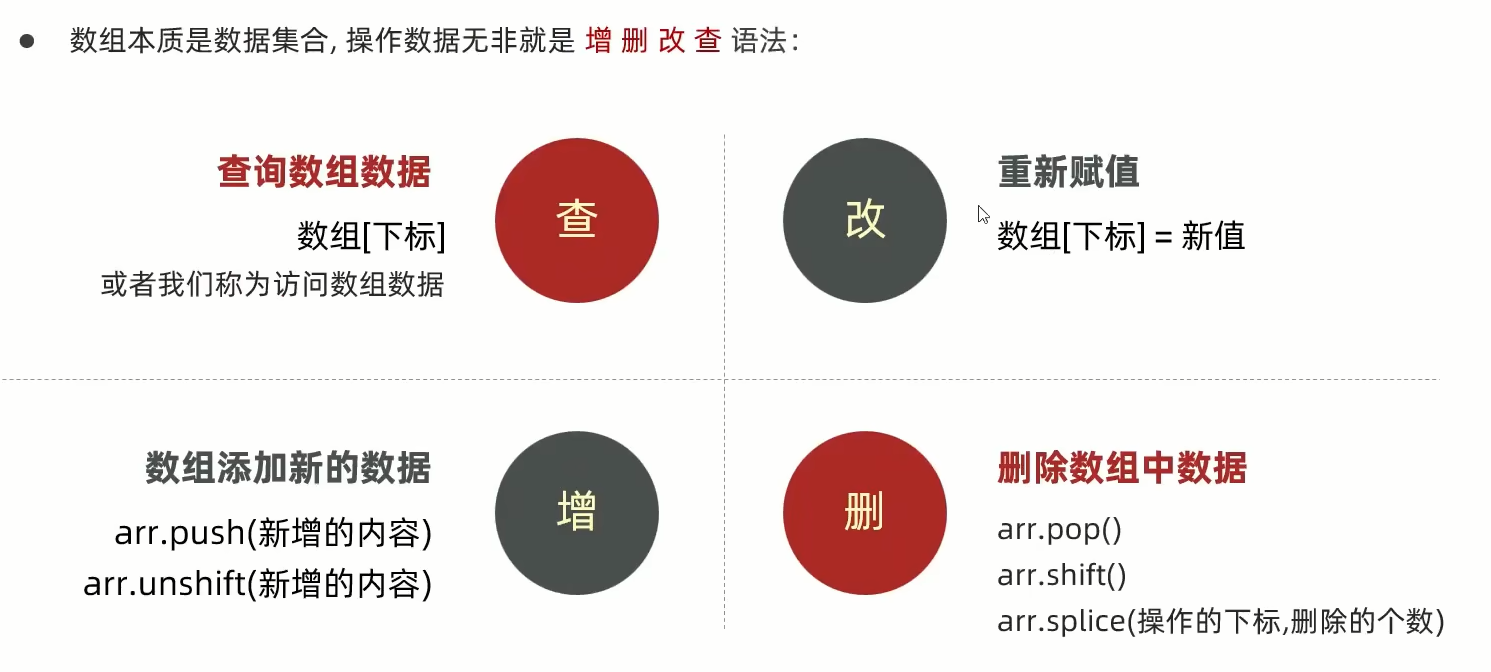 数组本质是数据集合, 操作数据无非就是 增 删 改 查 语法：
查询数组数据
数组[下标]
或者我们称为访问数组数据
查
改
重新赋值
数组[下标] = 新值
数组添加新的数据
arr.push(新增的内容)
arr.unshift(新增的内容)
增
删
删除数组中数据
arr.pop()
arr.shift()
arr.splice(操作的下标,删除的个数)